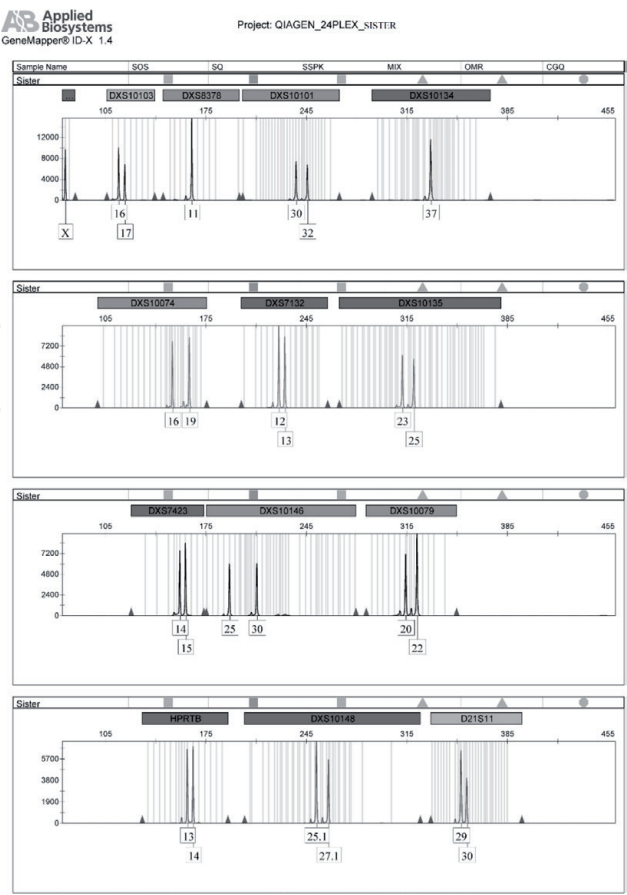 AB Applied Biosystems
GeneMapper® ID-X 1.4
Project: QIAGEN_24PLEX_SISTER
Sample Name SOS SQ SSPK MIX OMR CGQ
Sister
... DXS10103 DXS8378 DXS10101 DXS10134
105 175 245 315 385 455
12000
8000
4000
0
16 11 30 37
X 17 32
Sister
DXS10074 DXS7132 DXS10135
105 175 245 315 385 455
7200
4800
2400
0
16 19 12 23
13 25
Sister
DXS7423 DXS10146 DXS10079
105 175 245 315 385 455
7200
4800
2400
0
14 25 30 20
15 22
Sister
HPRTB DXS10148 D21S11
105 175 245 315 385 455
5700
3800
1900
0
13 25.1 29
14 27.1 30